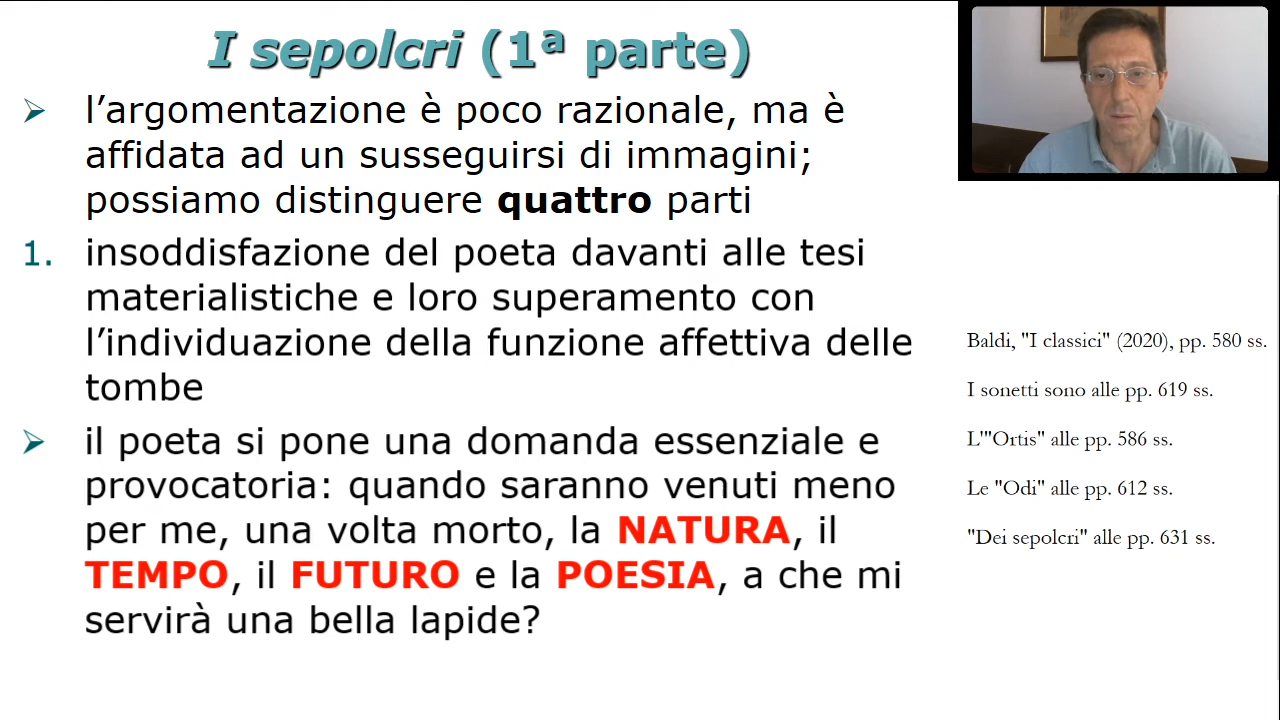 I sepolcri (1ª parte)
l’argomentazione è poco razionale, ma è
affidata ad un susseguirsi di immagini;
possiamo distinguere quattro parti
1. insoddisfazione del poeta davanti alle tesi
materialistiche e loro superamento con
l’individuazione della funzione affettiva delle
tombe
il poeta si pone una domanda essenziale e
provocatoria: quando saranno venuti meno
per me, una volta morto, la NATURA, il
TEMPO, il FUTURO e la POESIA, a che mi
servirà una bella lapide?
Baldi, "I classici" (2020), pp. 580 ss.
I sonetti sono alle pp. 619 ss.
L'"Ortis" alle pp. 586 ss.
Le "Odi" alle pp. 612 ss.
"Dei sepolcri" alle pp. 631 ss.